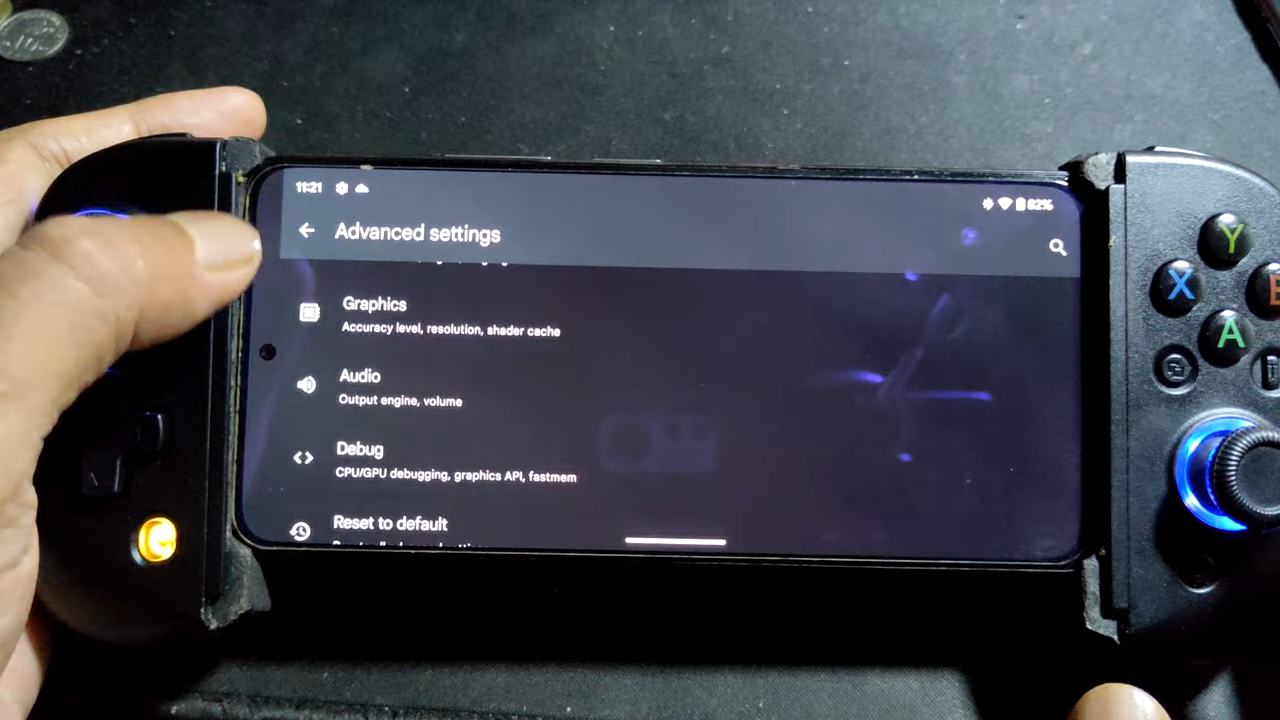 11:21
82%
Advanced settings
Graphics
Accuracy level, resolution, shader cache
Audio
Output engine, volume
Debug
CPU/GPU debugging, graphics API, fastmem
Reset to default
Y
X
A